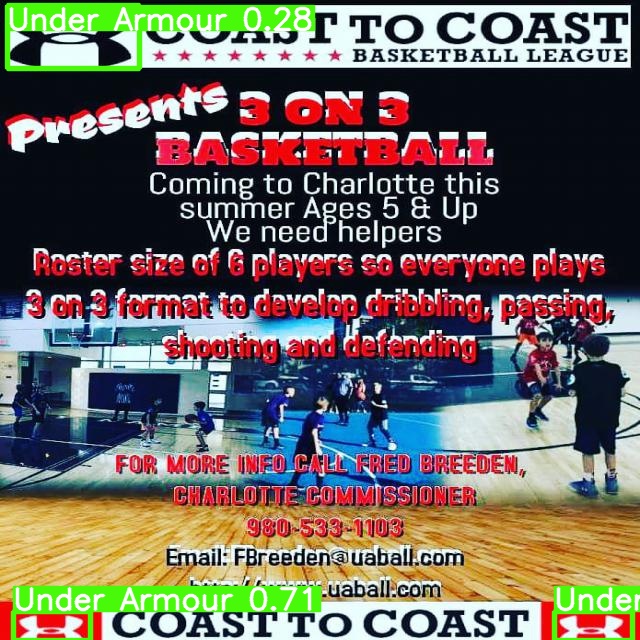 Under Armour 0.28
COAST TO COAST
BASKETBALL LEAGUE
Presents
3 ON 3
BASKETBALL
Coming to Charlotte this
summer Ages 5 & Up
We need helpers
Roster size of 6 players so everyone plays
3 on 3 format to develop dribbling, passing,
shooting and defending
FOR MORE INFO CALL FRED BREEDEN,
CHARLOTTE COMMISSIONER
980-533-1103
Email: FBreeden@uaball.com
http://www.uaball.com
Under Armour 0.71
Under
COAST TO COAST